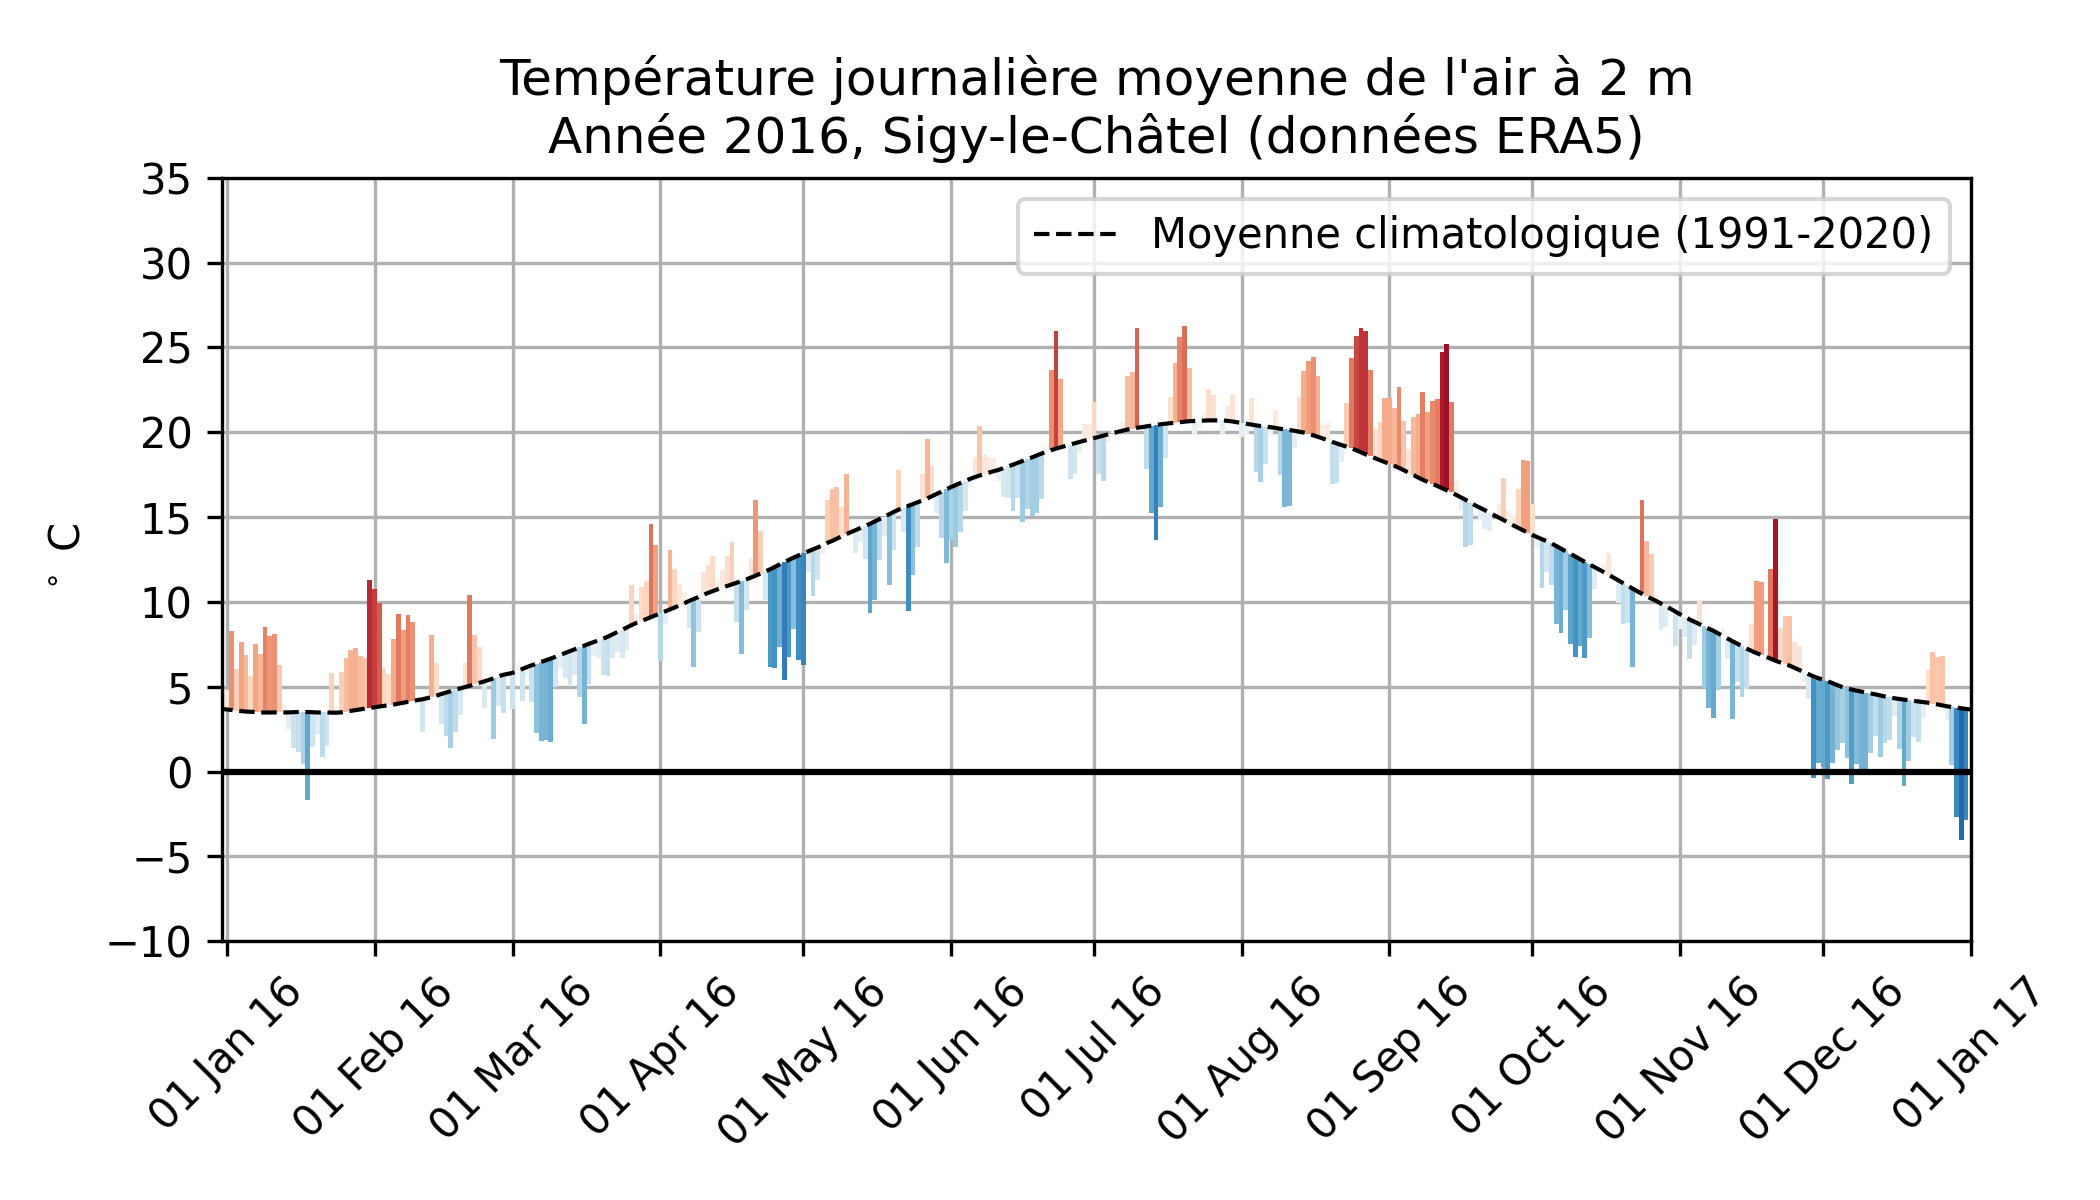 Température journalière moyenne de l'air à 2 m
Année 2016, Sigy-le-Châtel (données ERA5)
Moyenne climatologique (1991-2020)
35
30
25
20
15
10
5
0
−5
−10
° C
01 Jan 16
01 Feb 16
01 Mar 16
01 Apr 16
01 May 16
01 Jun 16
01 Jul 16
01 Aug 16
01 Sep 16
01 Oct 16
01 Nov 16
01 Dec 16
01 Jan 17